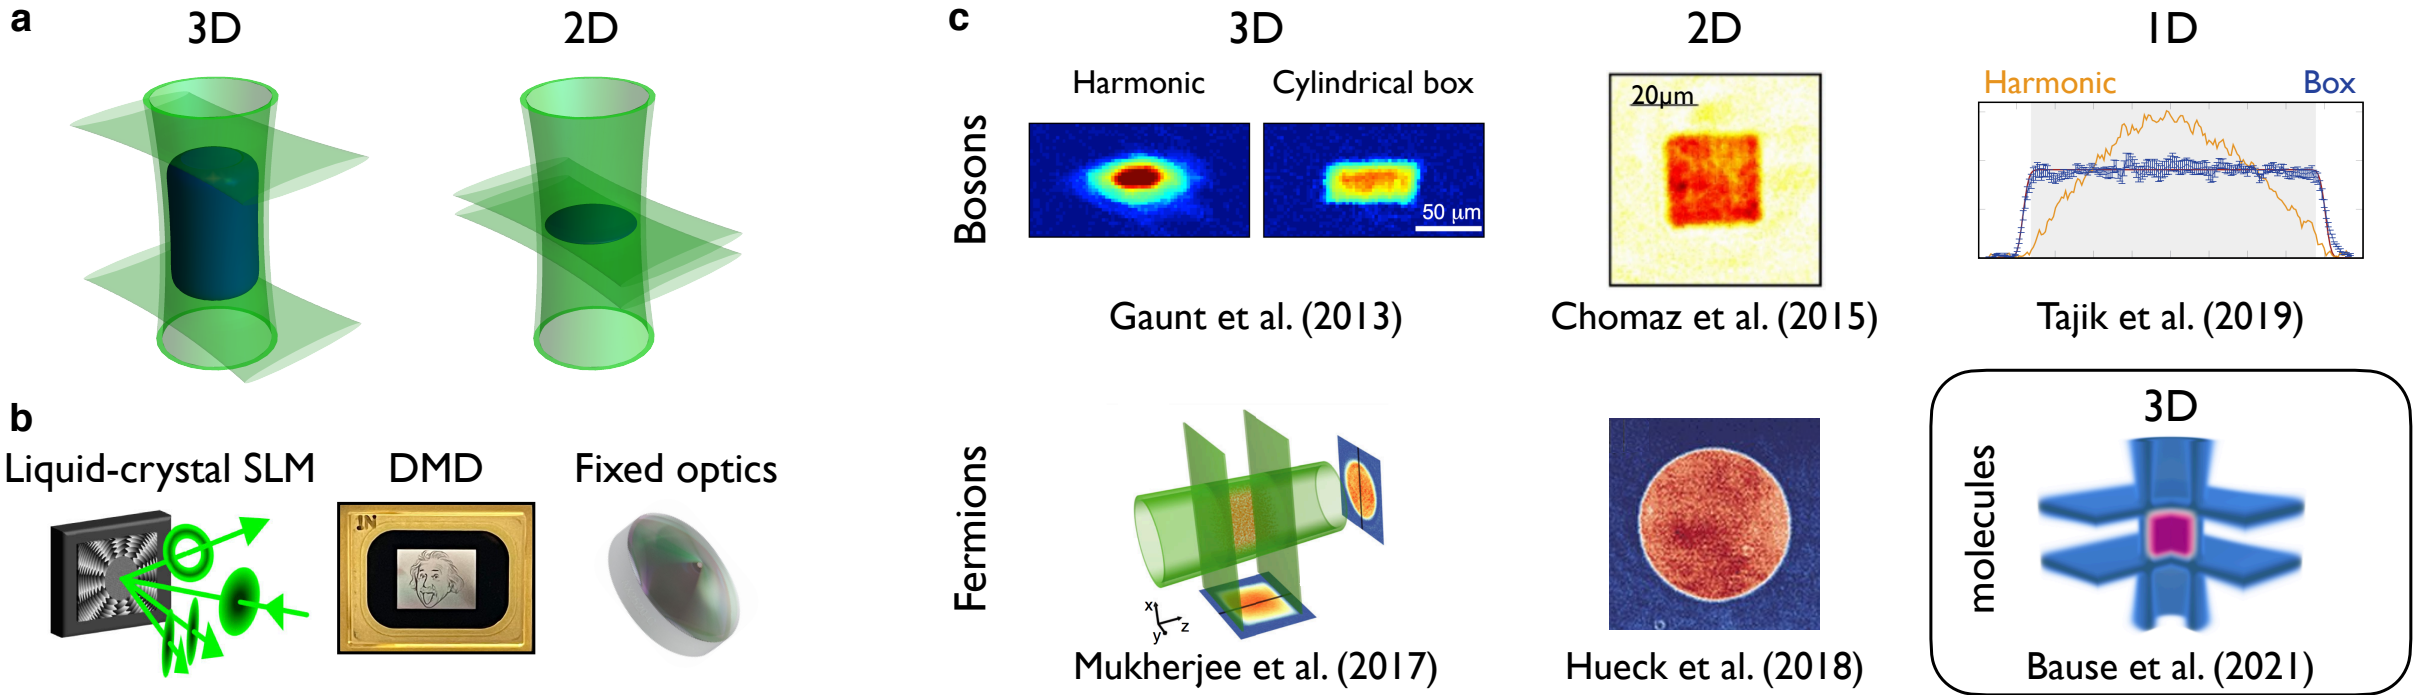 a
3D
2D
b
Liquid-crystal SLM
DMD
Fixed optics
1N
c
3D
2D
1D
Bosons
Harmonic
Cylindrical box
50 μm
20μm
Harmonic
Box
Gaunt et al. (2013)
Chomaz et al. (2015)
Tajik et al. (2019)
Fermions
x
y
z
Mukherjee et al. (2017)
Hueck et al. (2018)
3D
molecules
Bause et al. (2021)